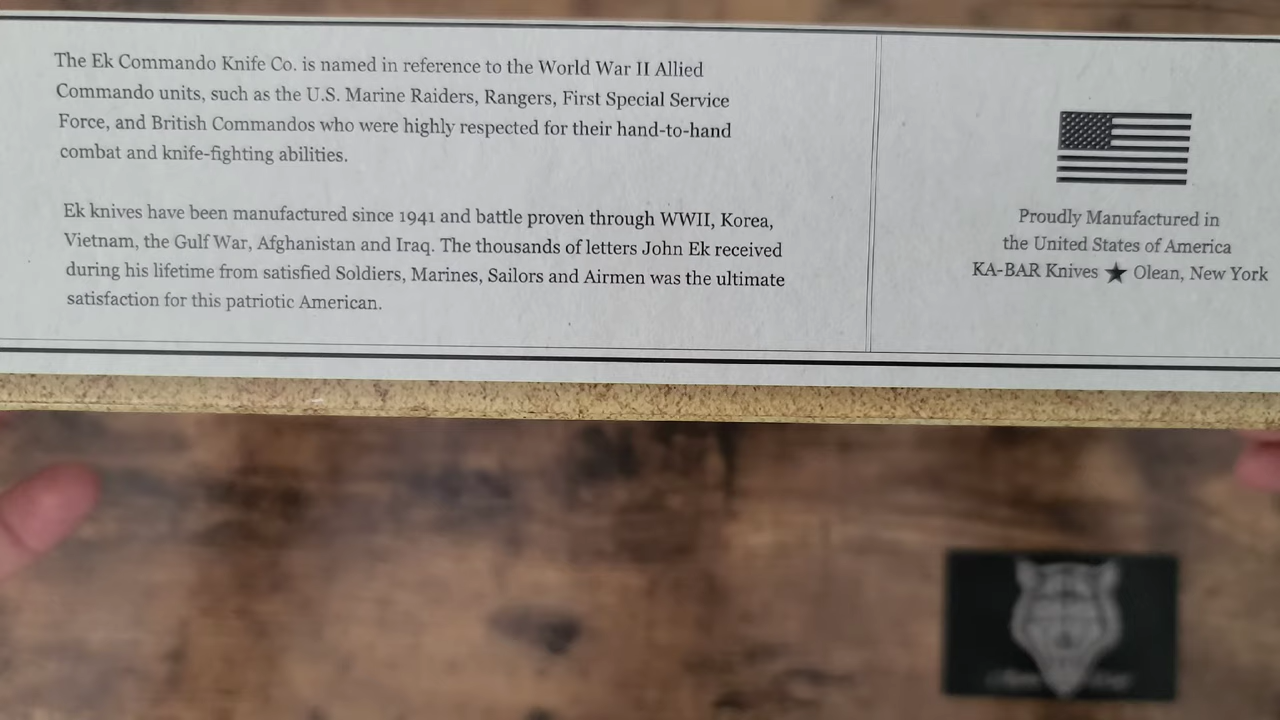 The Ek Commando Knife Co. is named in reference to the World War II Allied
Commando units, such as the U.S. Marine Raiders, Rangers, First Special Service
Force, and British Commandos who were highly respected for their hand-to-hand
combat and knife-fighting abilities.
Ek knives have been manufactured since 1941 and battle proven through WWII, Korea,
Vietnam, the Gulf War, Afghanistan and Iraq. The thousands of letters John Ek received
during his lifetime from satisfied Soldiers, Marines, Sailors and Airmen was the ultimate
satisfaction for this patriotic American.
Proudly Manufactured in
the United States of America
KA-BAR Knives ★ Olean, New York